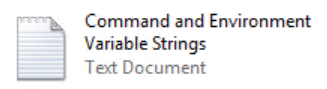 Command and Environment
Variable Strings
Text Document